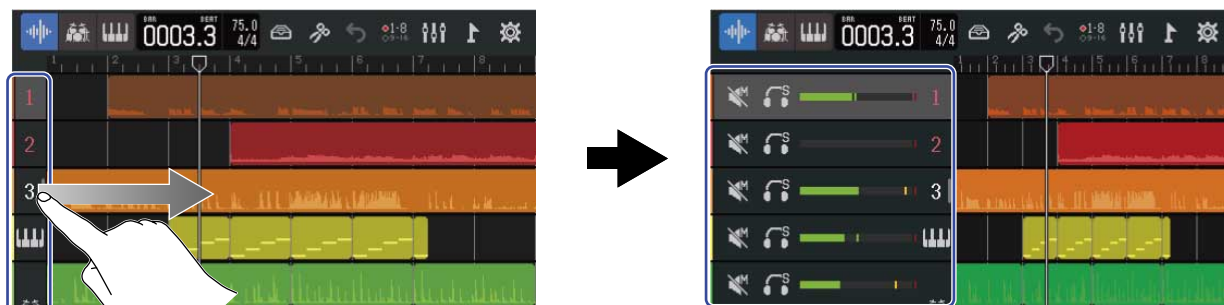 BAR BEAT
0003.3
75.0
4/4
1-8
9-16
1 2 3 4 5 6 7 8
1
2
3
BAR BEAT
0003.3
75.0
4/4
1-8
9-16
1 2 3 4 5 6 7 8
M S 1
M S 2
M S 3
M S
M S